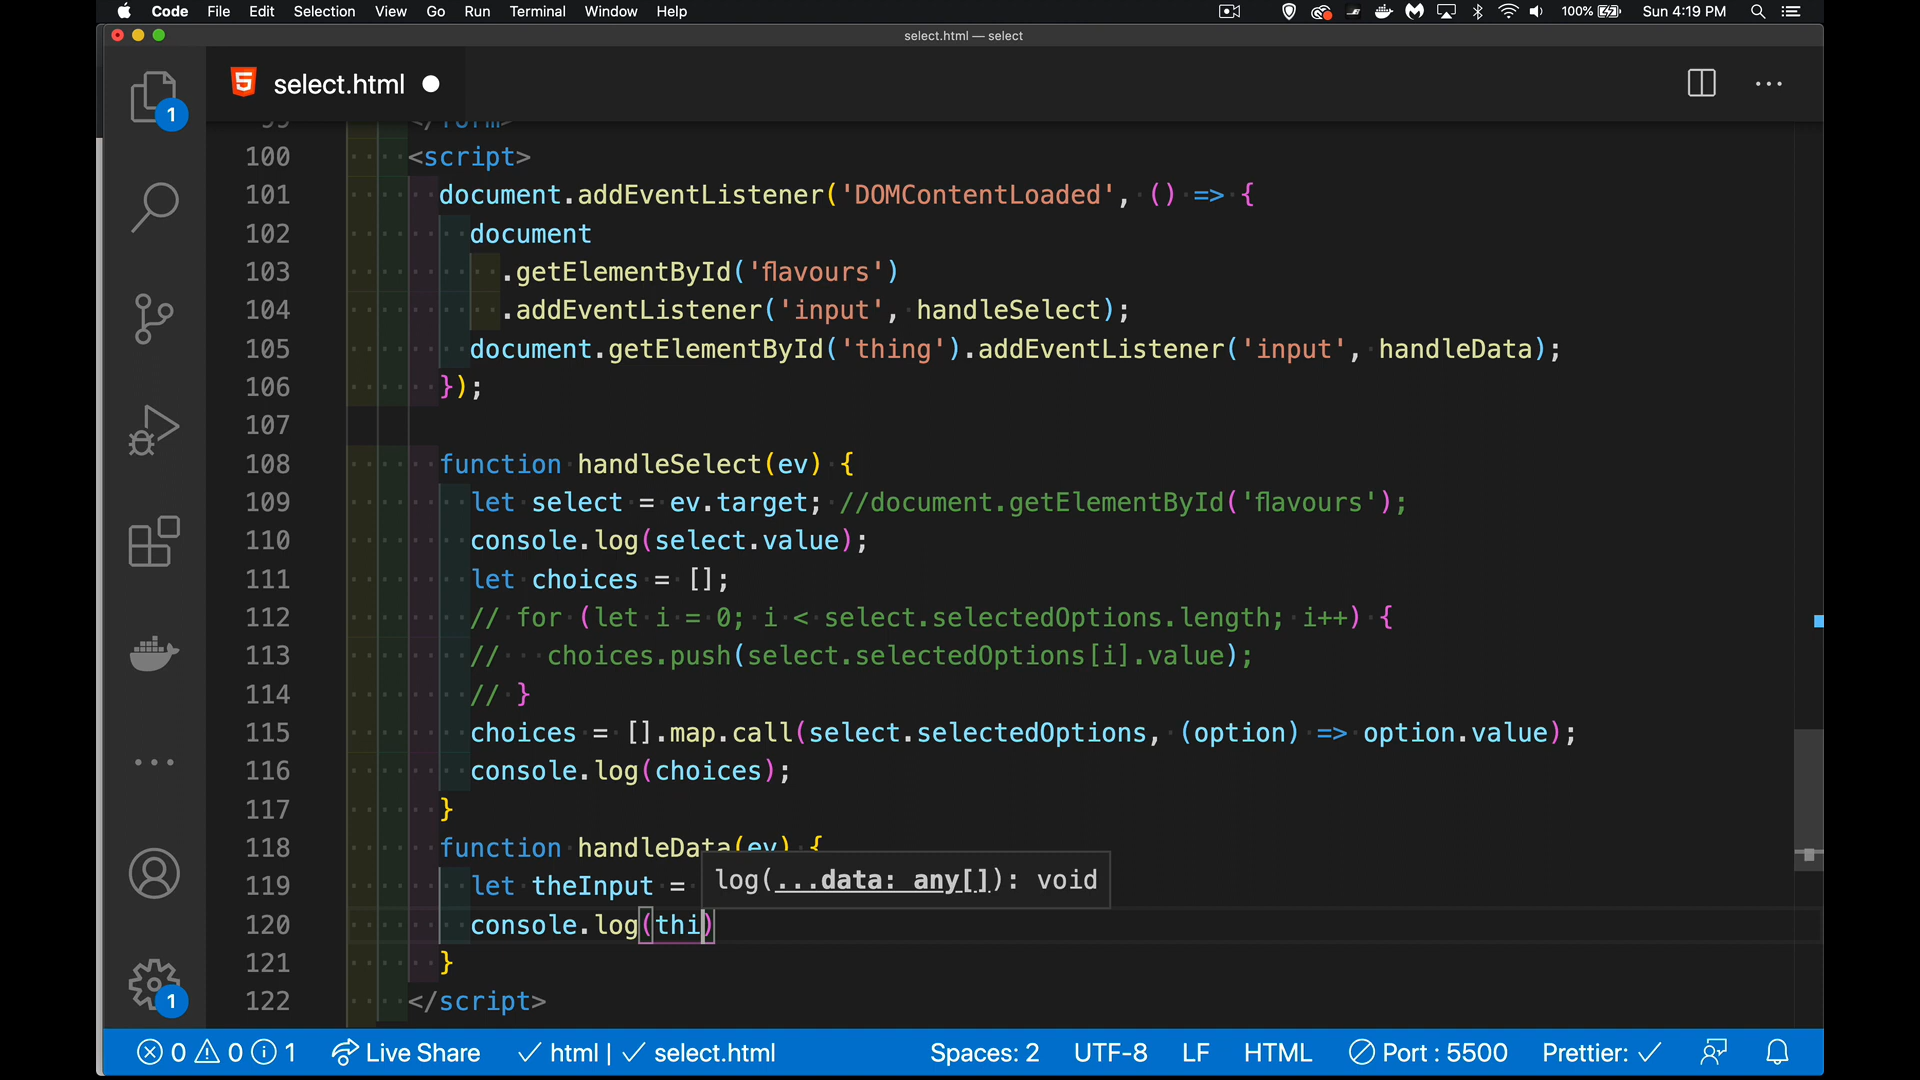 Code File Edit Selection View Go Run Terminal Window Help 100% Sun 4:19 PM
select.html — select
5 select.html
1
100 <script>
101 document.addEventListener('DOMContentLoaded', () => {
102 document
103 .getElementById('flavours')
104 .addEventListener('input', handleSelect);
105 document.getElementById('thing').addEventListener('input', handleData);
106 });
107
108 function handleSelect(ev) {
109 let select = ev.target; //document.getElementById('flavours');
110 console.log(select.value);
111 let choices = [];
112 // for (let i = 0; i < select.selectedOptions.length; i++) {
113 //   choices.push(select.selectedOptions[i].value);
114 // }
115 choices = [].map.call(select.selectedOptions, (option) => option.value);
116 console.log(choices);
117 }
118 function handleData(ev) {
log(...data: any[]): void
119 let theInput =
120 console.log(thi)
121 }
1
122 </script>
0 0 1 Live Share ✓ html | ✓ select.html Spaces: 2 UTF-8 LF HTML Port : 5500 Prettier: ✓